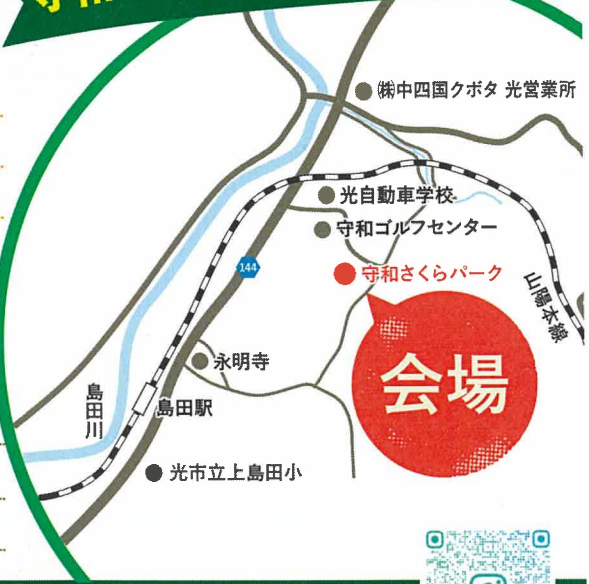 ㈱中四国クボタ 光営業所
光自動車学校
守和ゴルフセンター
守和さくらパーク
144
山陽本線
会場
永明寺
島田川
島田駅
光市立上島田小